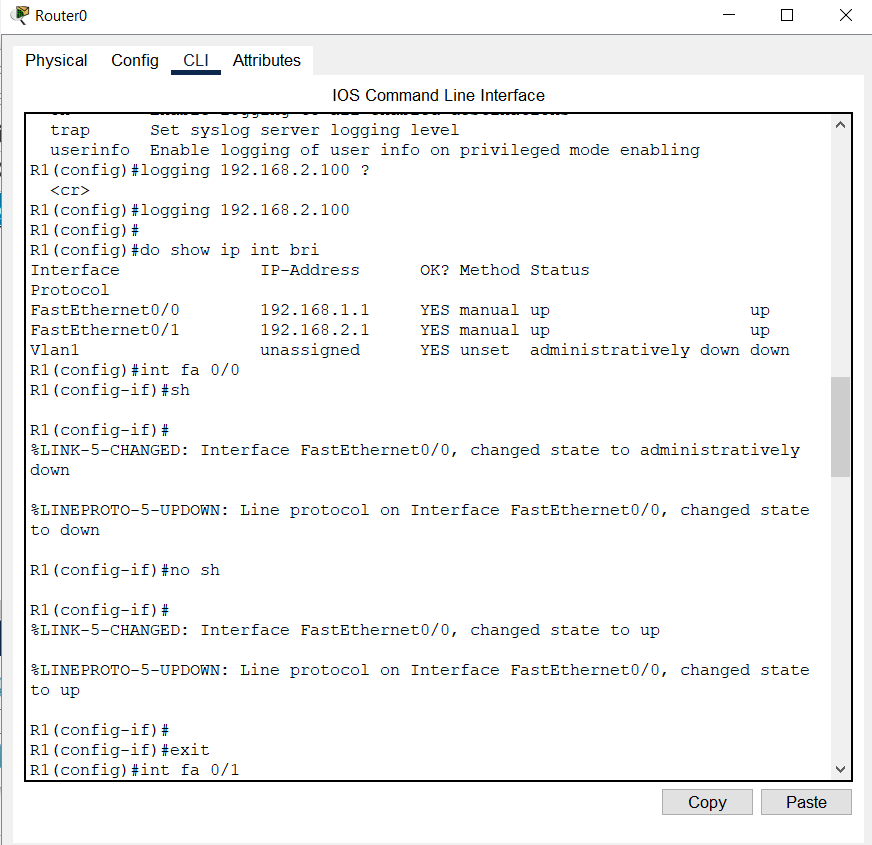 Router0
Physical Config CLI Attributes
IOS Command Line Interface
trap       Set syslog server logging level
userinfo  Enable logging of user info on privileged mode enabling
R1(config)#logging 192.168.2.100 ?
<cr>
R1(config)#logging 192.168.2.100
R1(config)#
R1(config)#do show ip int bri
Interface              IP-Address      OK? Method Status
Protocol
FastEthernet0/0        192.168.1.1     YES manual up                    up
FastEthernet0/1        192.168.2.1     YES manual up                    up
Vlan1                  unassigned      YES unset  administratively down down
R1(config)#int fa 0/0
R1(config-if)#sh
R1(config-if)#
%LINK-5-CHANGED: Interface FastEthernet0/0, changed state to administratively
down
%LINEPROTO-5-UPDOWN: Line protocol on Interface FastEthernet0/0, changed state
to down
R1(config-if)#no sh
R1(config-if)#
%LINK-5-CHANGED: Interface FastEthernet0/0, changed state to up
%LINEPROTO-5-UPDOWN: Line protocol on Interface FastEthernet0/0, changed state
to up
R1(config-if)#
R1(config-if)#exit
R1(config)#int fa 0/1
Copy Paste